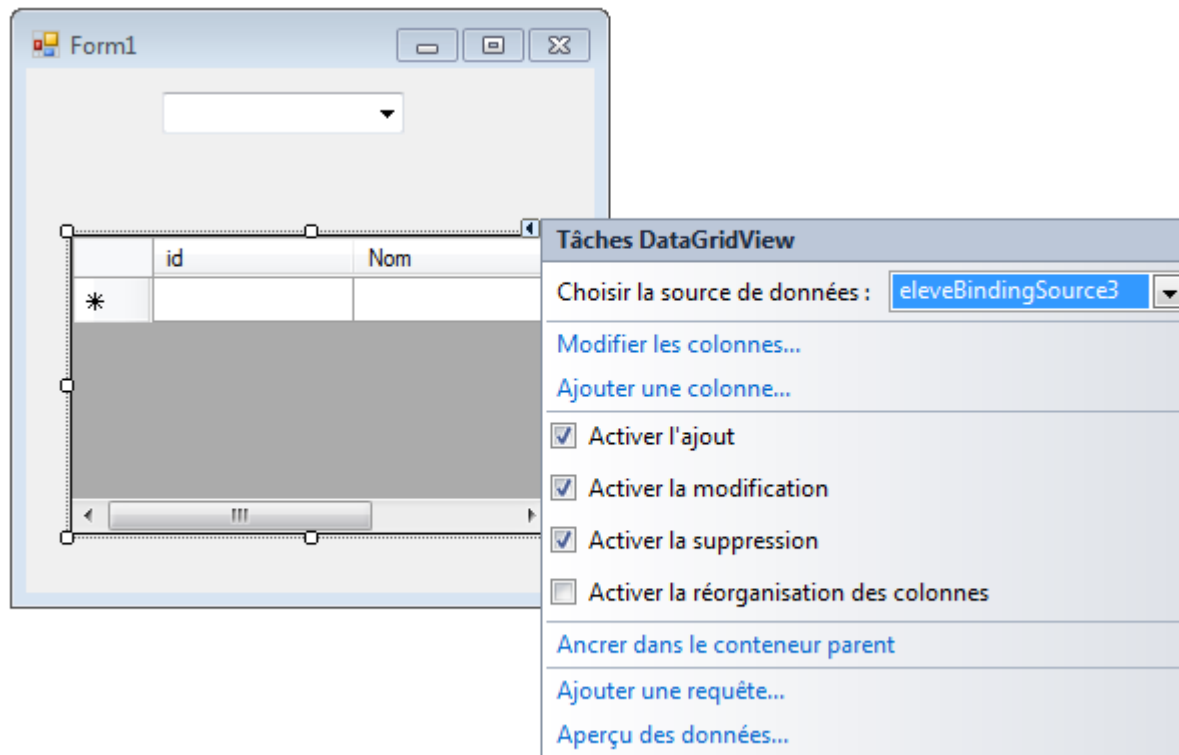 Form1
id Nom
Tâches DataGridView
Choisir la source de données : eleveBindingSource3
Modifier les colonnes...
Ajouter une colonne...
Activer l'ajout
Activer la modification
Activer la suppression
Activer la réorganisation des colonnes
Ancrer dans le conteneur parent
Ajouter une requête...
Aperçu des données...